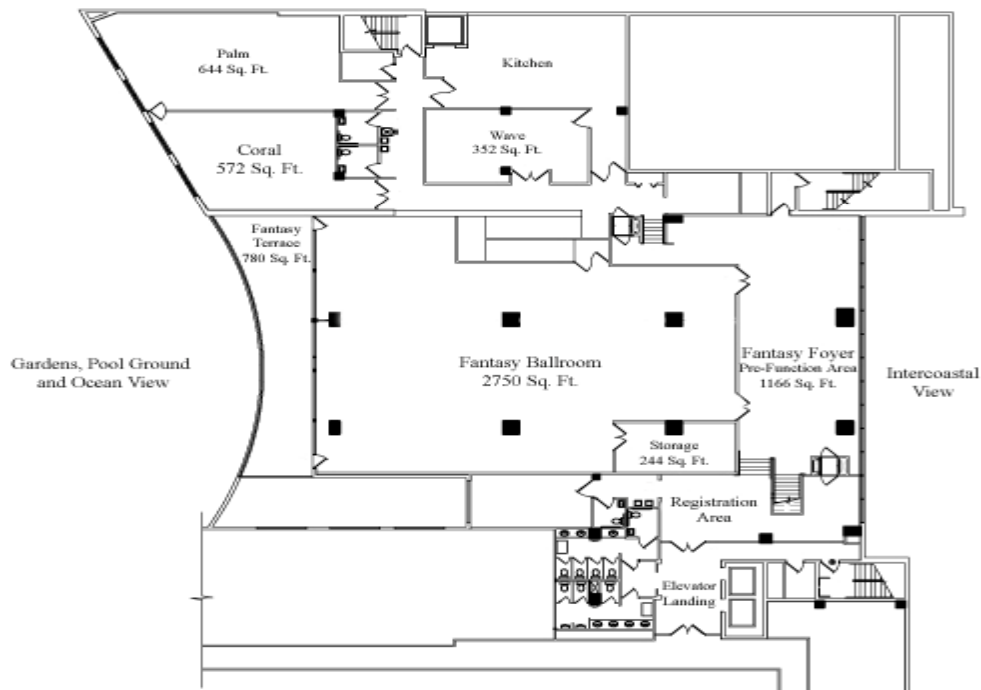 Palm
644 Sq. Ft.
Kitchen
Wave
352 Sq. Ft.
Coral
572 Sq. Ft.
Fantasy
Terrace
780 Sq. Ft.
Gardens, Pool Ground
and Ocean View
Fantasy Ballroom
2750 Sq. Ft.
Fantasy Foyer
Pre-Function Area
1166 Sq. Ft.
Intercoastal
View
Storage
244 Sq. Ft.
Registration
Area
Elevator
Landing